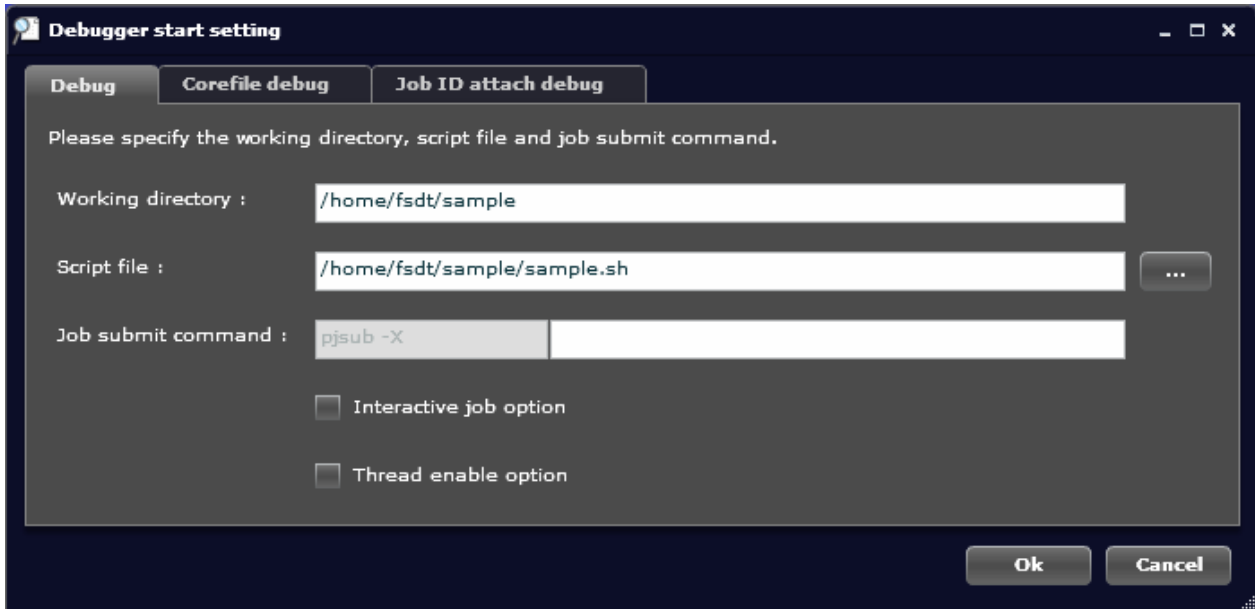 Debugger start setting
Debug Corefile debug Job ID attach debug
Please specify the working directory, script file and job submit command.
Working directory : /home/fsdt/sample
Script file : /home/fsdt/sample/sample.sh ...
Job submit command : pjsub -X
Interactive job option
Thread enable option
Ok Cancel